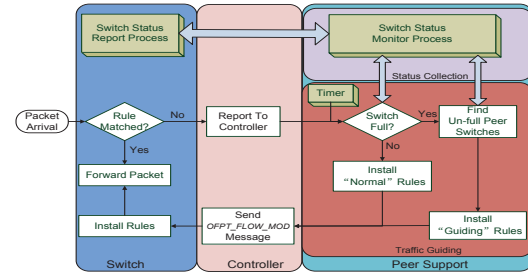 Switch Status
Report Process
Switch Status
Monitor Process
Status Collection
Timer
Packet
Arrival
Rule
Matched?
No
Report To
Controller
Switch
Full?
Yes
Find
Un-full Peer
Switches
Yes
No
Forward Packet
Install
“Normal” Rules
Install Rules
Send
OFPT_FLOW_MOD
Message
Install
“Guiding” Rules
Traffic Guiding
Switch
Controller
Peer Support